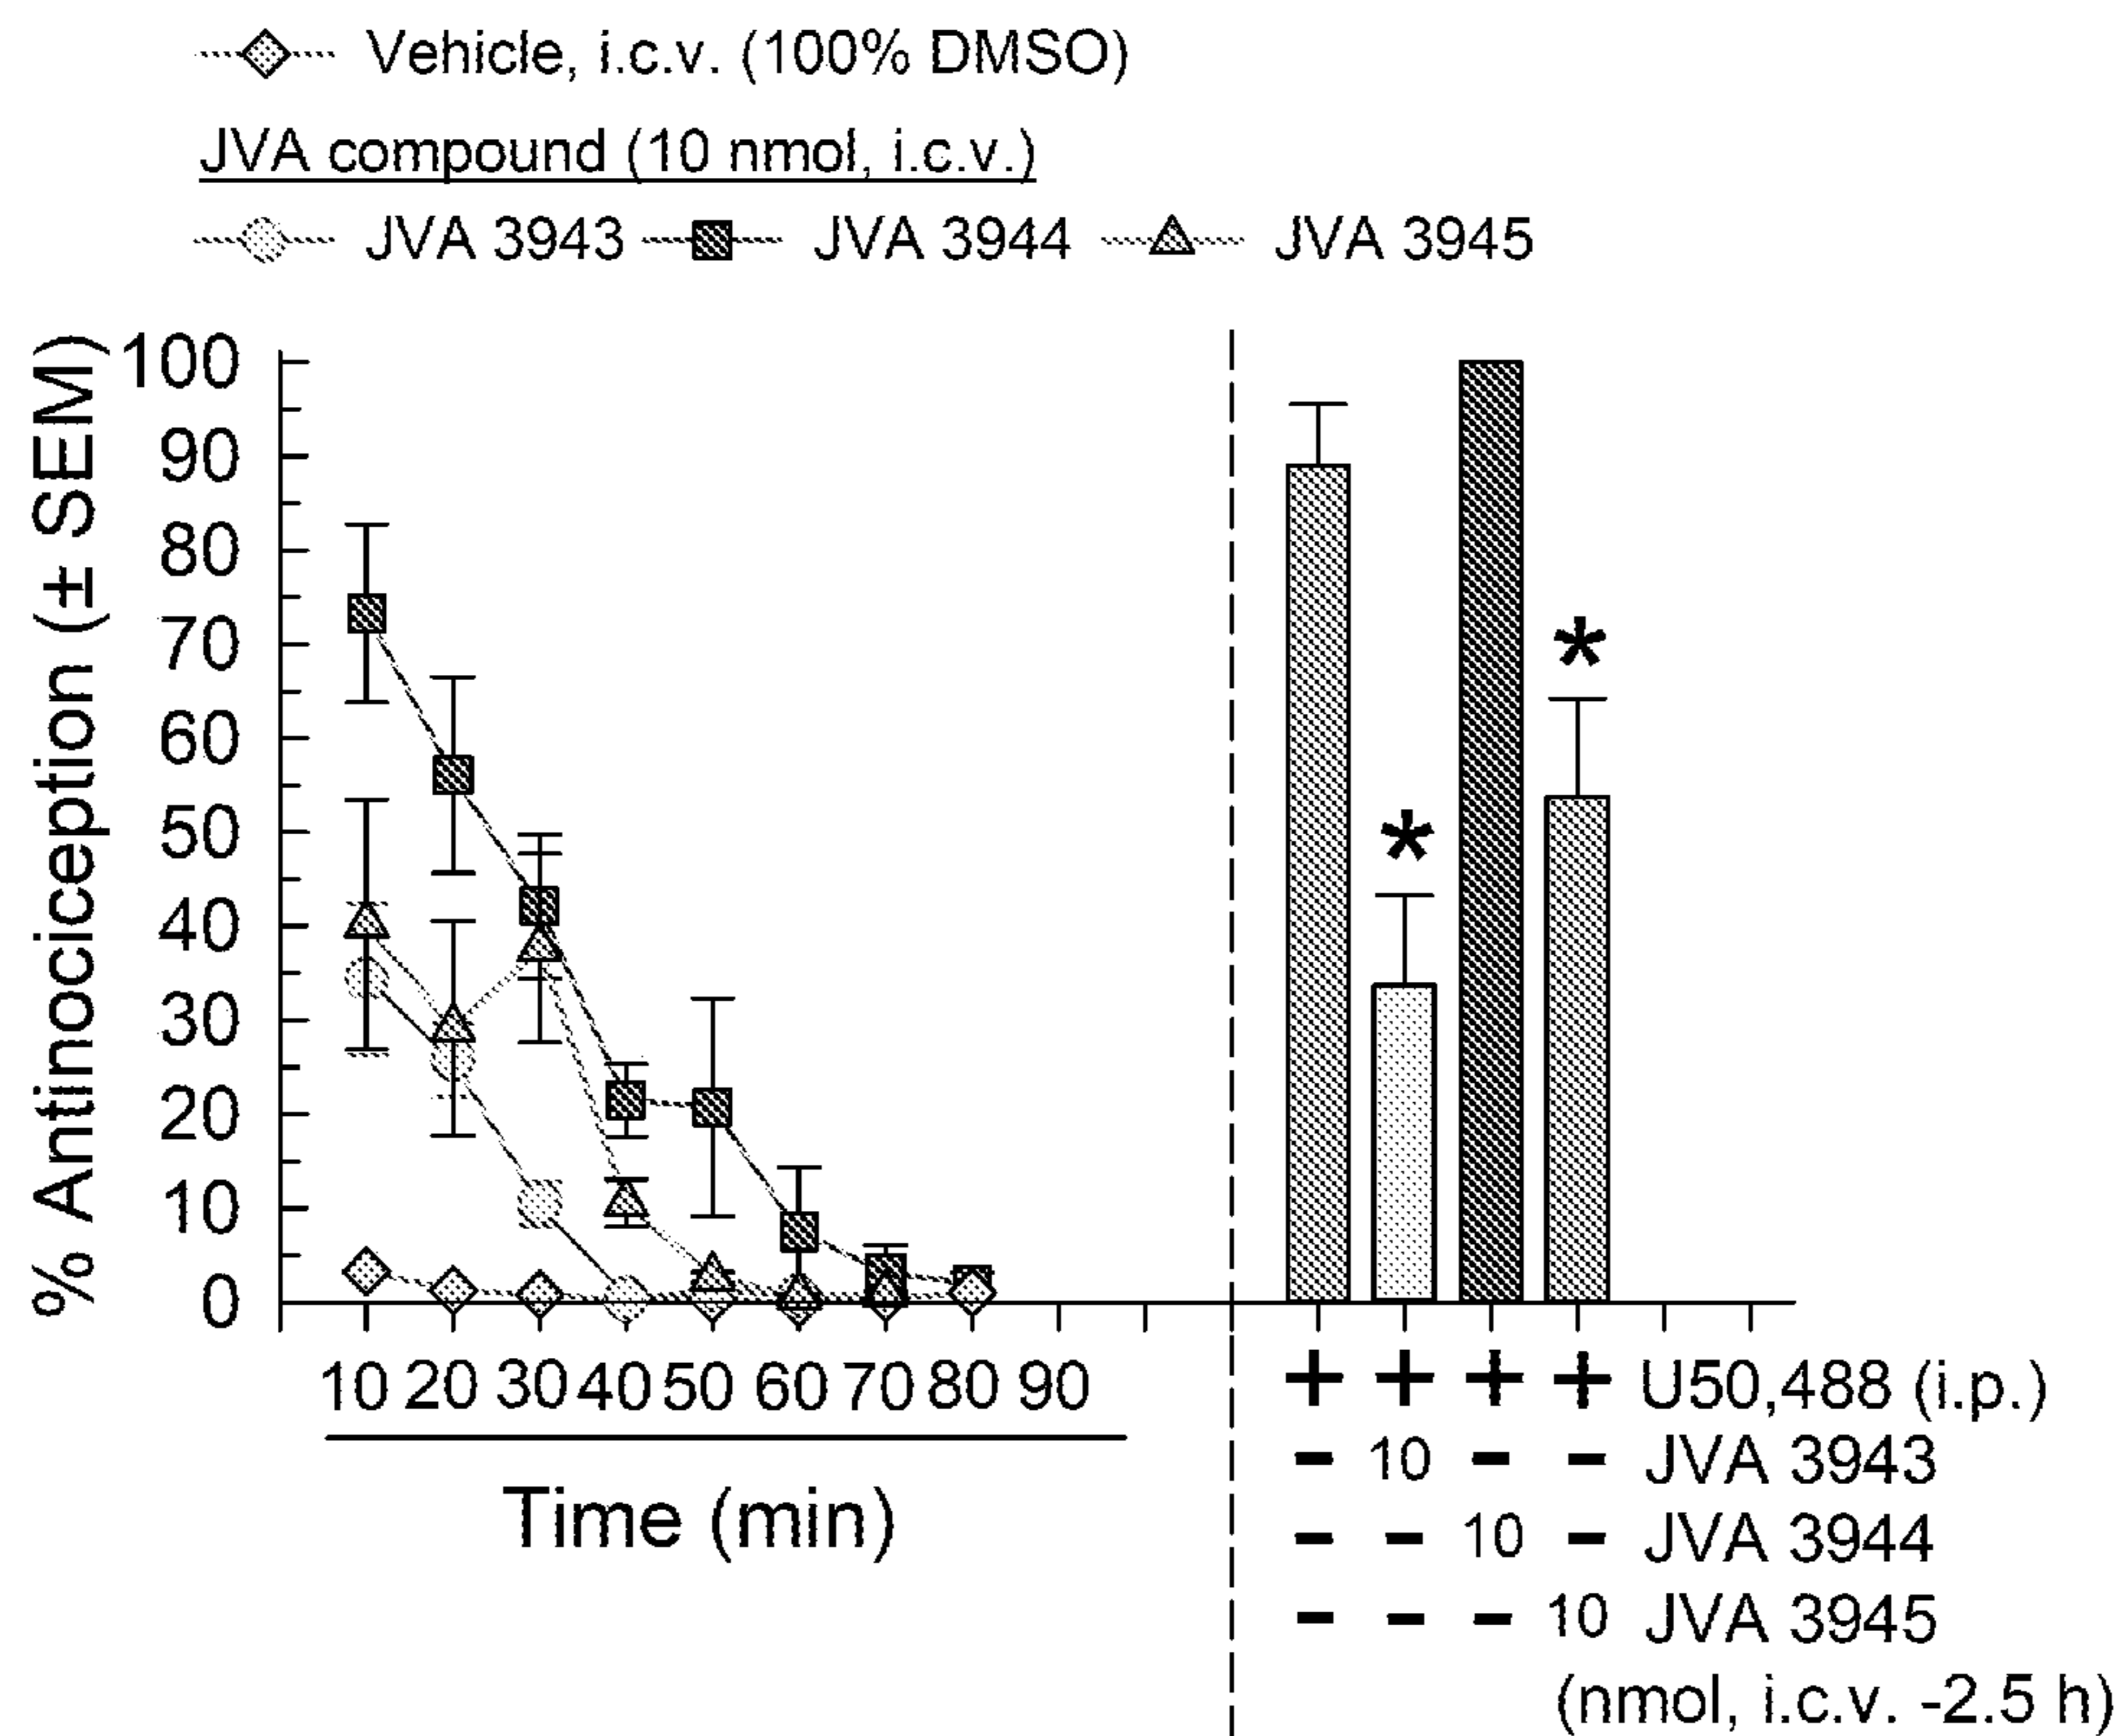 Vehicle, i.c.v. (100% DMSO)
JVA compound (10 nmol, i.c.v.)
JVA 3943 JVA 3944 JVA 3945
% Antinociception (± SEM)
100
90
80
70
60
50
40
30
20
10
0
* *
10 20 30 40 50 60 70 80 90
Time (min)
+ + + + U50,488 (i.p.)
- 10 - - JVA 3943
- - 10 - JVA 3944
- - - 10 JVA 3945
(nmol, i.c.v. -2.5 h)